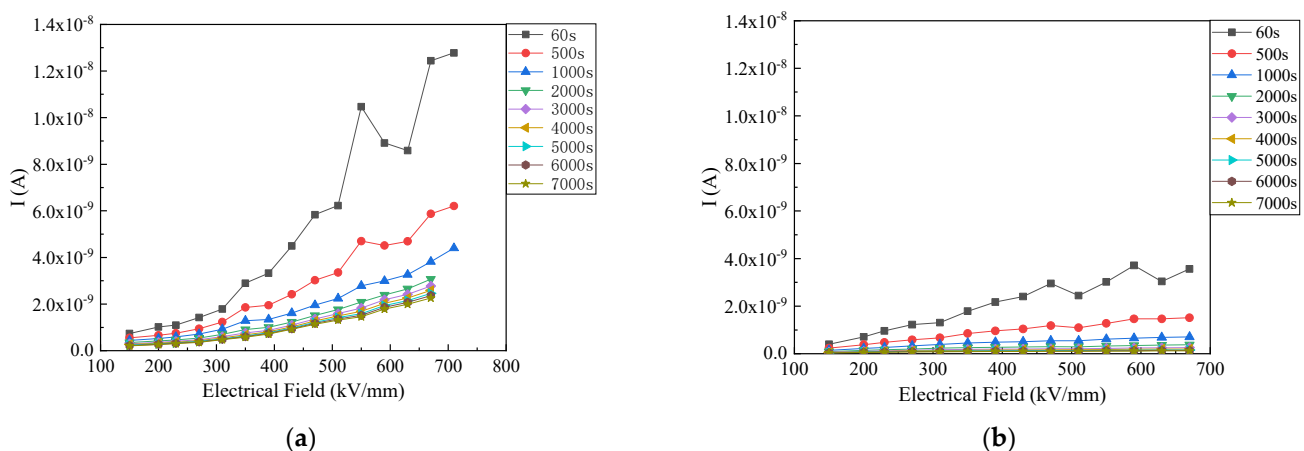 1.4x10⁻⁸
1.2x10⁻⁸
1.0x10⁻⁸
8.0x10⁻⁹
6.0x10⁻⁹
4.0x10⁻⁹
2.0x10⁻⁹
0.0
I (A)
100 200 300 400 500 600 700 800
Electrical Field (kV/mm)
60s
500s
1000s
2000s
3000s
4000s
5000s
6000s
7000s
(a)
1.4x10⁻⁸
1.2x10⁻⁸
1.0x10⁻⁸
8.0x10⁻⁹
6.0x10⁻⁹
4.0x10⁻⁹
2.0x10⁻⁹
0.0
I (A)
100 200 300 400 500 600 700
Electrical Field (kV/mm)
60s
500s
1000s
2000s
3000s
4000s
5000s
6000s
7000s
(b)